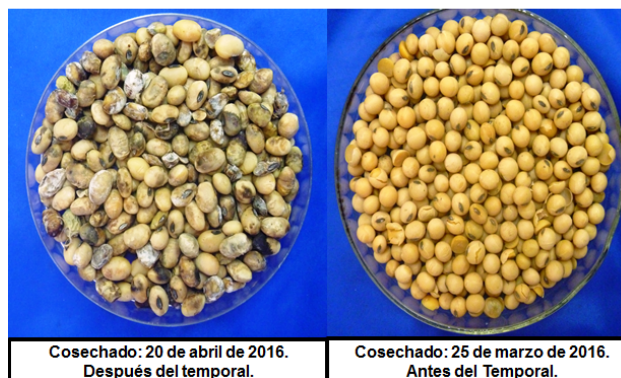 Cosechado: 20 de abril de 2016.
Después del temporal.
Cosechado: 25 de marzo de 2016.
Antes del Temporal.